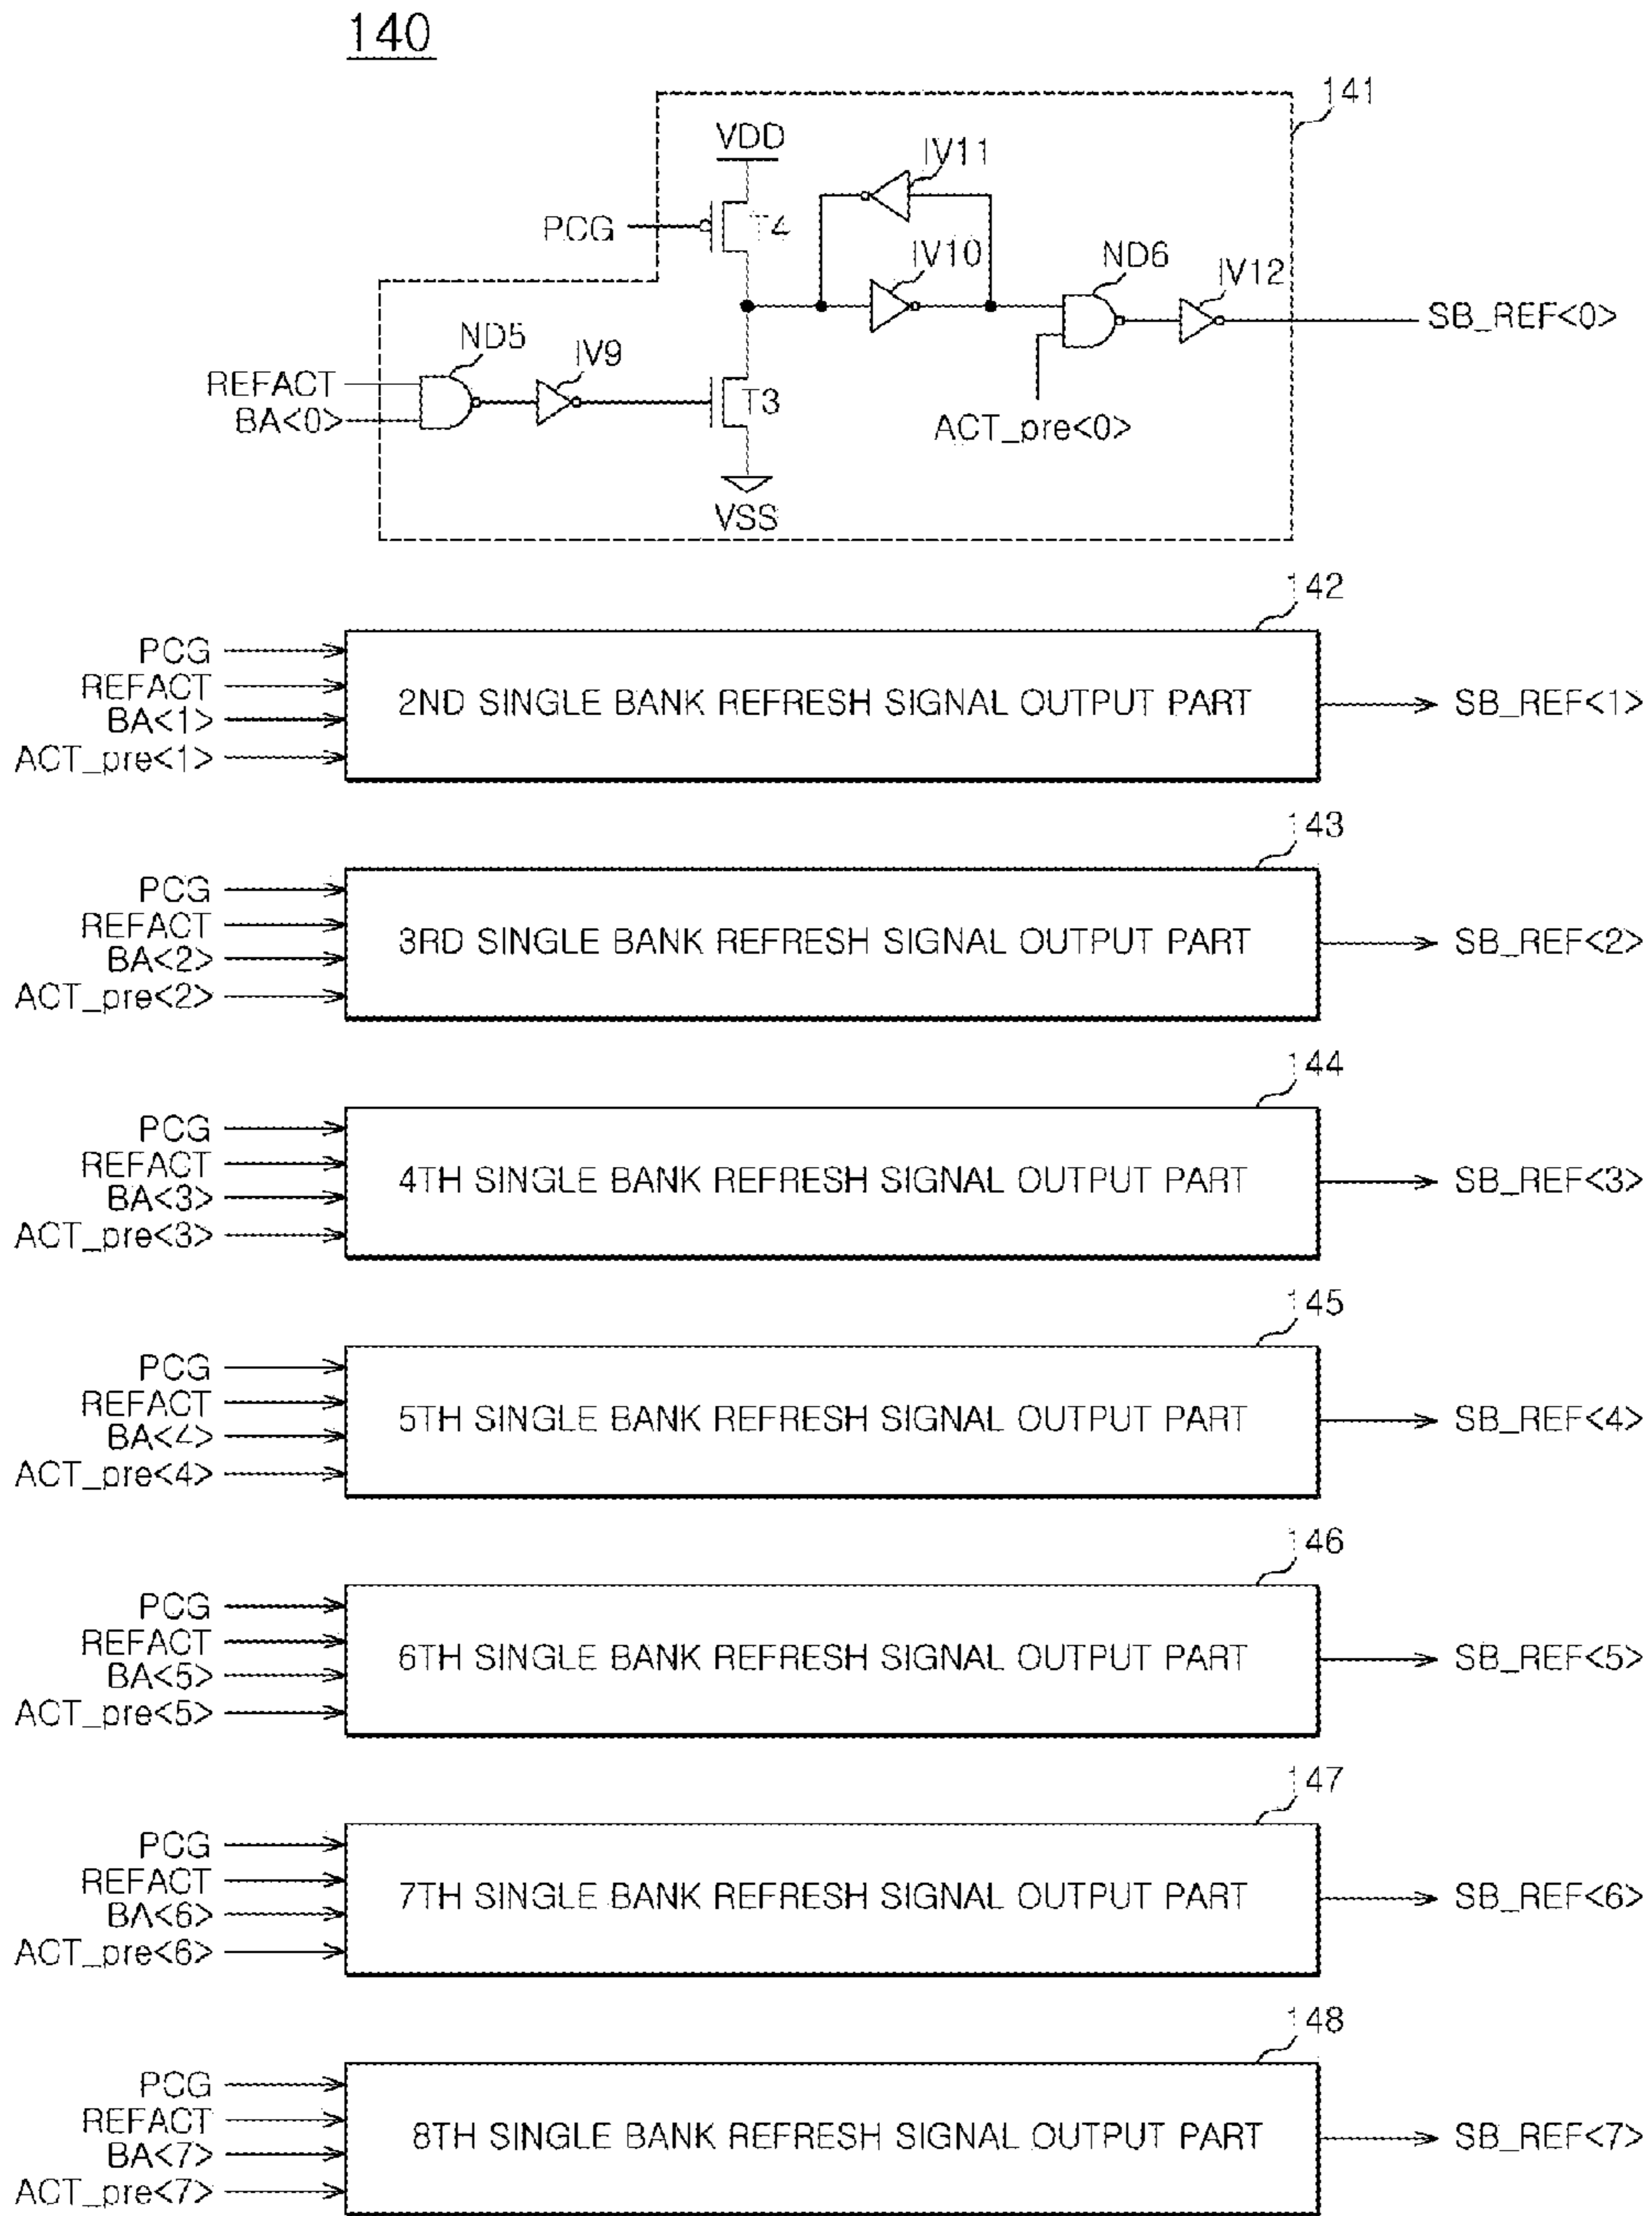 140
141
VDD
IV11
PCG
T4
IV10
ND6
IV12
SB_REF<0>
ND5
IV9
REFACT
T3
BA<0>
ACT_pre<0>
VSS
142
PCG
REFACT
BA<1>
ACT_pre<1>
2ND SINGLE BANK REFRESH SIGNAL OUTPUT PART
SB_REF<1>
143
PCG
REFACT
BA<2>
ACT_pre<2>
3RD SINGLE BANK REFRESH SIGNAL OUTPUT PART
SB_REF<2>
144
PCG
REFACT
BA<3>
ACT_pre<3>
4TH SINGLE BANK REFRESH SIGNAL OUTPUT PART
SB_REF<3>
145
PCG
REFACT
BA<4>
ACT_pre<4>
5TH SINGLE BANK REFRESH SIGNAL OUTPUT PART
SB_REF<4>
146
PCG
REFACT
BA<5>
ACT_pre<5>
6TH SINGLE BANK REFRESH SIGNAL OUTPUT PART
SB_REF<5>
147
PCG
REFACT
BA<6>
ACT_pre<6>
7TH SINGLE BANK REFRESH SIGNAL OUTPUT PART
SB_REF<6>
148
PCG
REFACT
BA<7>
ACT_pre<7>
8TH SINGLE BANK REFRESH SIGNAL OUTPUT PART
SB_REF<7>